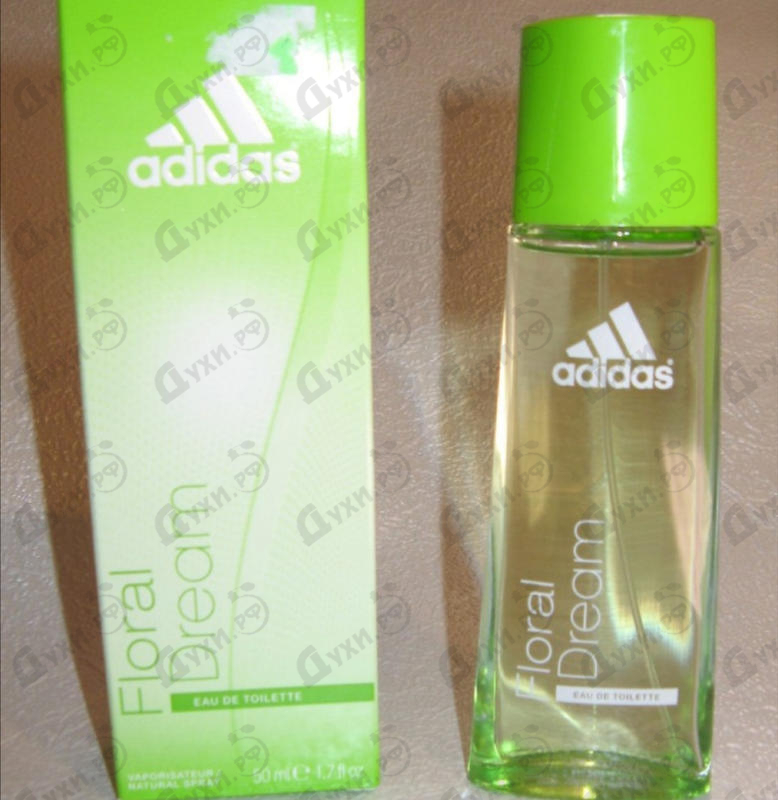 adidas
Floral
Dream
EAU DE TOILETTE
VAPORISATEUR/
NATURAL SPRAY
50 ml ℮ 1.7 fl oz
adidas
Floral
Dream
EAU DE TOILETTE
Духи.рф